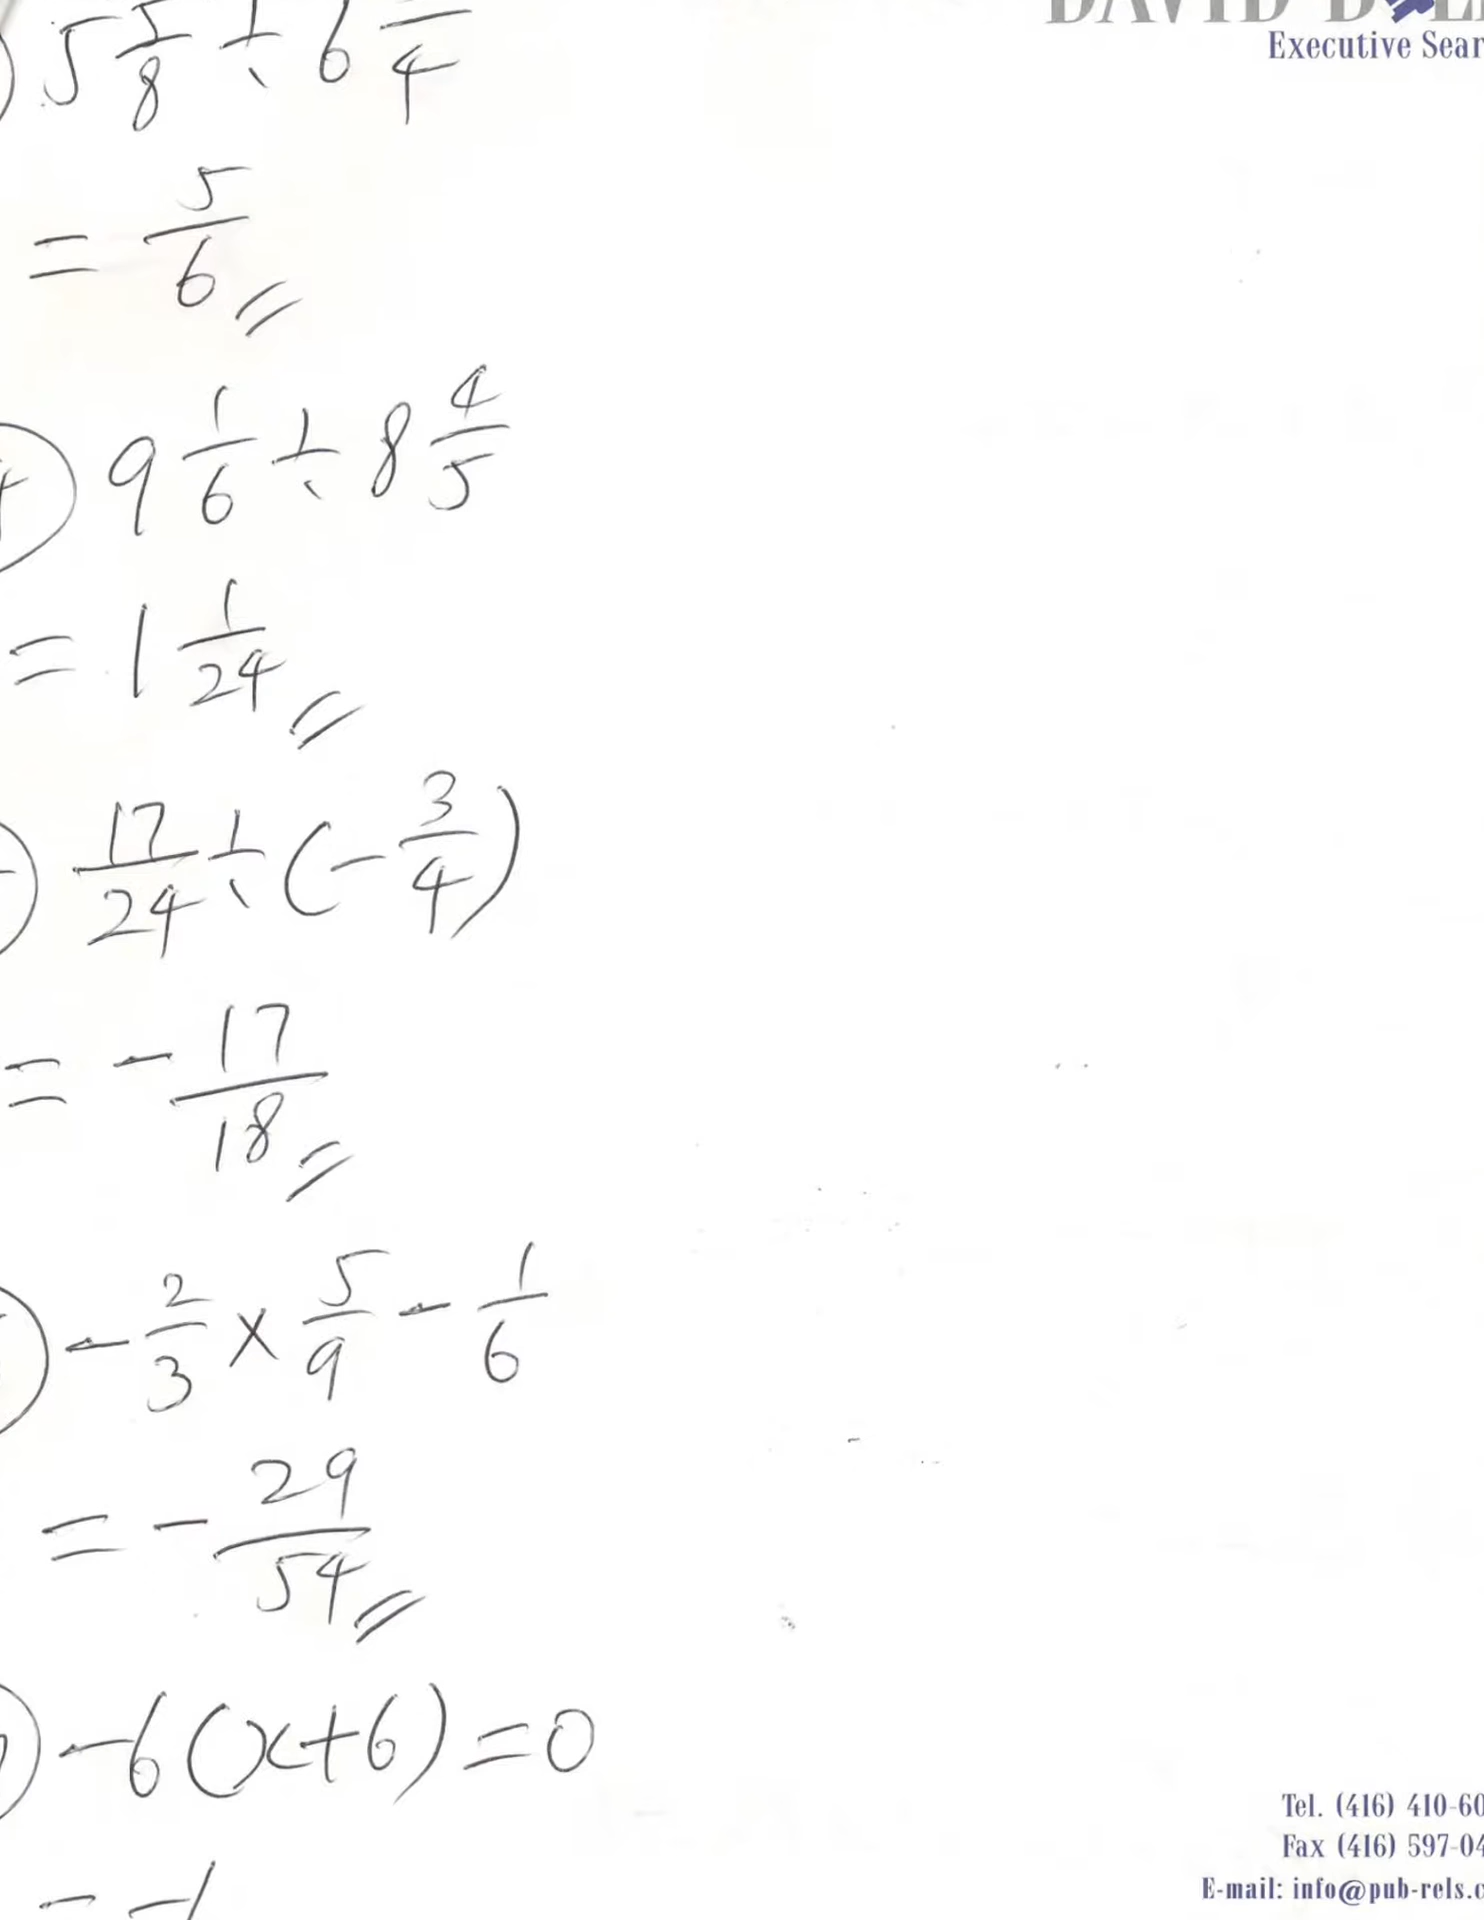 Executive Sear
5 5/8 ÷ 6 /4
= 5/6
9 1/6 ÷ 8 4/5
= 1 1/24
17/24 ÷ (- 3/4)
= - 17/18
- 2/3 × 5/9 - 1/6
= - 29/54
-6(x+6)=0
Tel. (416) 410-60
Fax (416) 597-04
E-mail: info@pub-rels.c